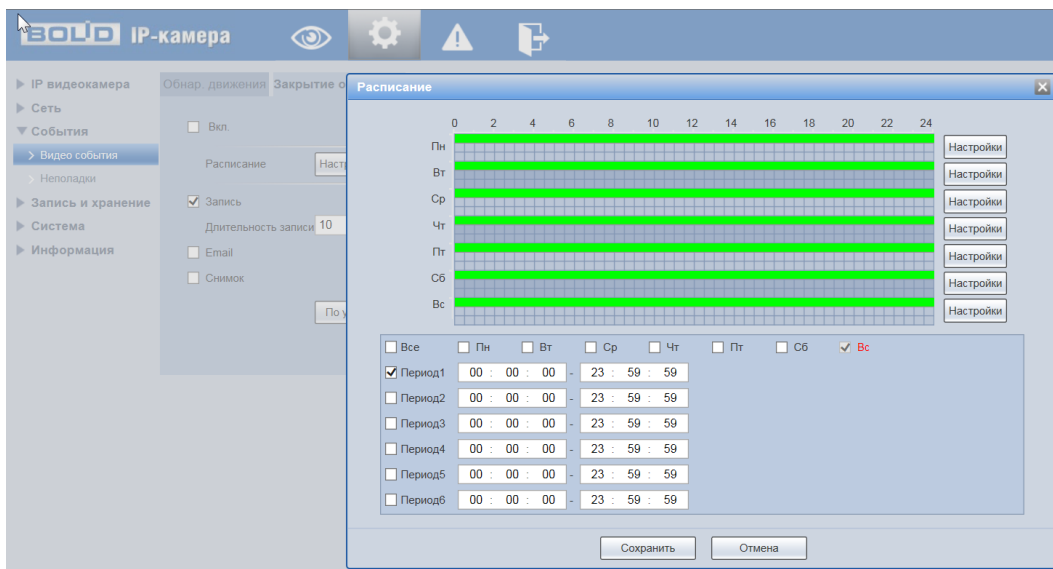 BOLID IP-камера
IP видеокамера
Сеть
События
> Видео события
> Неполадки
Запись и хранение
Система
Информация
Обнар. движения Закрытие о
Вкл.
Расписание Наст
Запись
Длительность записи 10
Email
Снимок
По у
Расписание
0 2 4 6 8 10 12 14 16 18 20 22 24
Пн Настройки
Вт Настройки
Ср Настройки
Чт Настройки
Пт Настройки
Сб Настройки
Вс Настройки
Все Пн Вт Ср Чт Пт Сб Вс
Период1 00 : 00 : 00 - 23 : 59 : 59
Период2 00 : 00 : 00 - 23 : 59 : 59
Период3 00 : 00 : 00 - 23 : 59 : 59
Период4 00 : 00 : 00 - 23 : 59 : 59
Период5 00 : 00 : 00 - 23 : 59 : 59
Период6 00 : 00 : 00 - 23 : 59 : 59
Сохранить Отмена